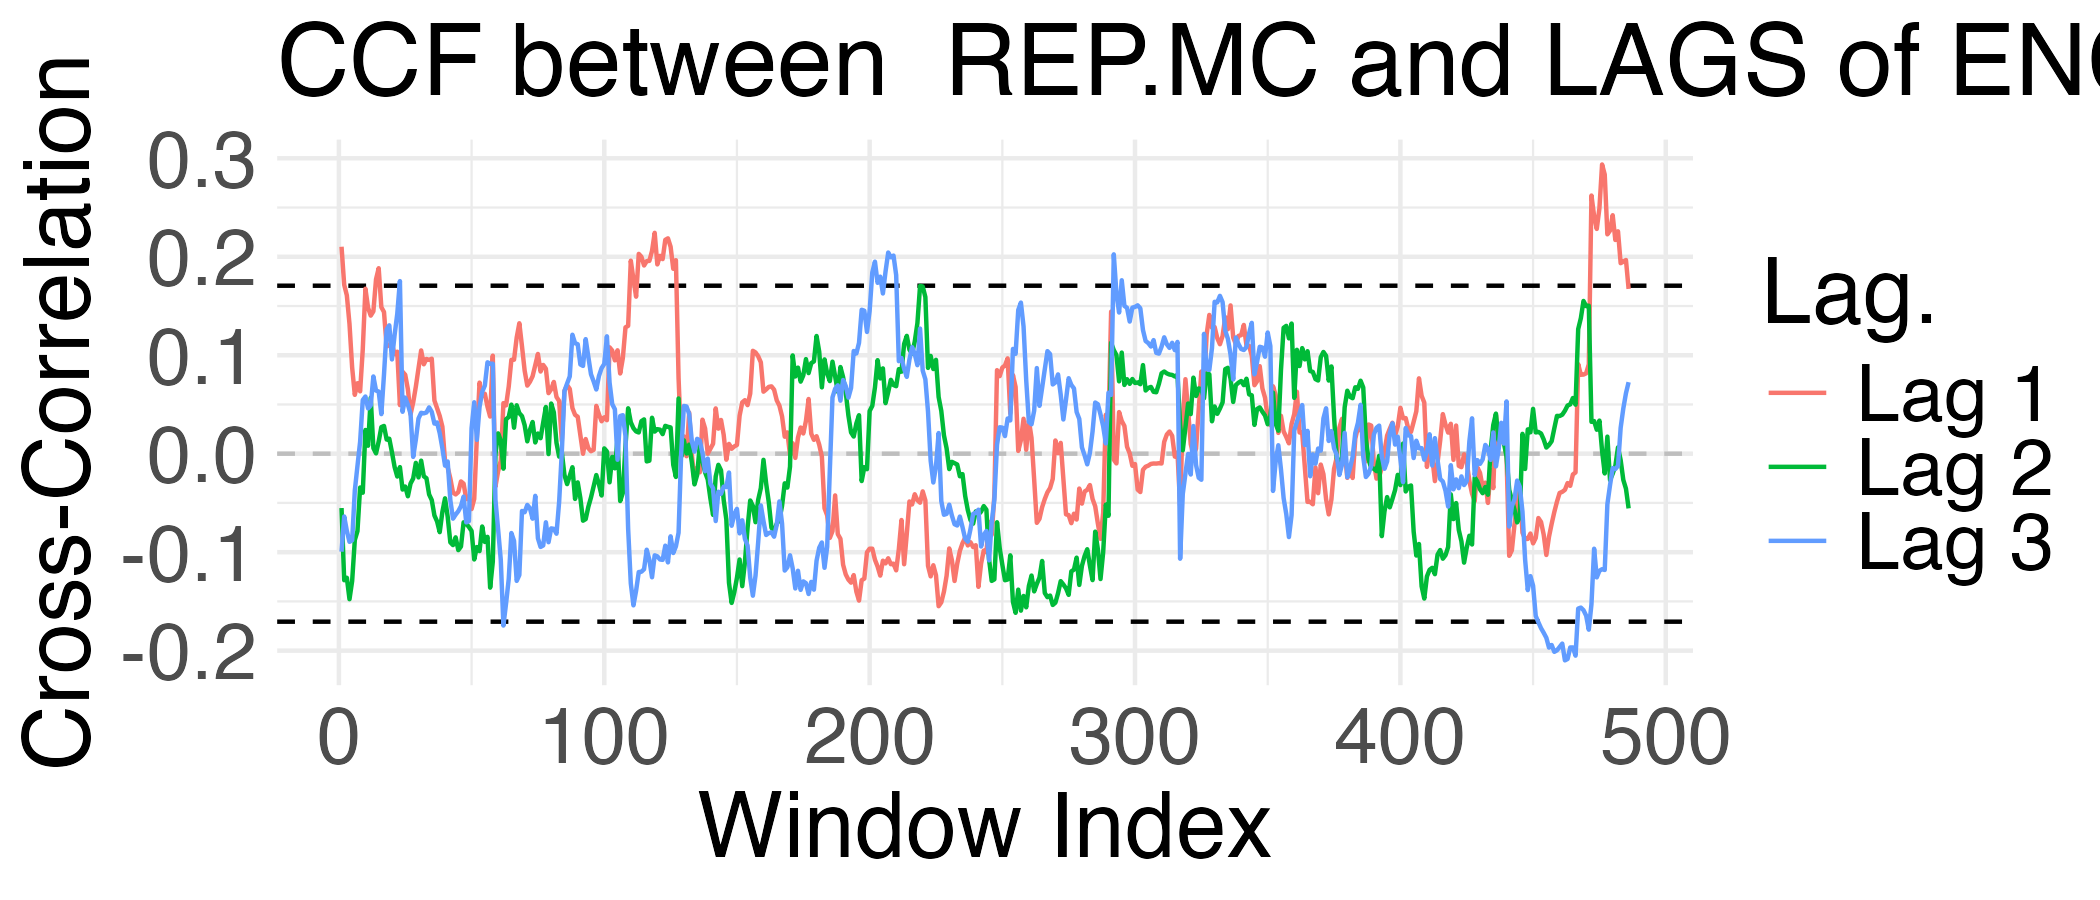 CCF between  REP.MC and LAGS of
Cross-Correlation
0.3
0.2
0.1
0.0
-0.1
-0.2
0
100
200
300
400
500
Window Index
Lag.
Lag 1
Lag 2
Lag 3